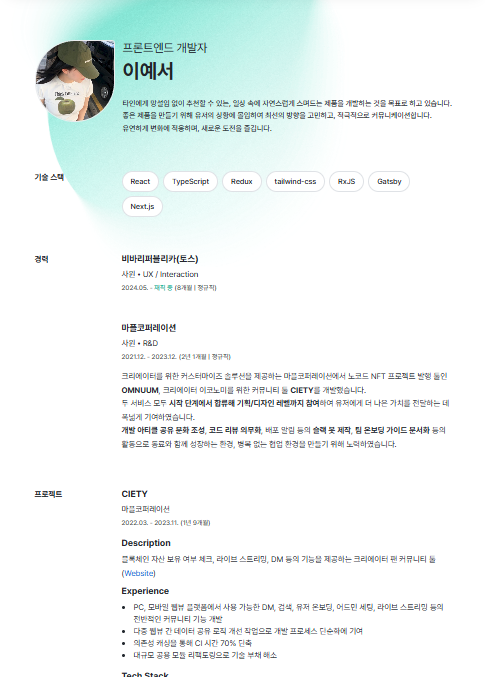 프론트엔드 개발자
이예서
타인에게 망설임 없이 추천할 수 있는, 일상 속에 자연스럽게 스며드는 제품을 개발하는 것을 목표로 하고 있습니다.
좋은 제품을 만들기 위해 유저의 상황에 몰입하여 최선의 방향을 고민하고, 적극적으로 커뮤니케이션합니다.
유연하게 변화에 적응하며, 새로운 도전을 즐깁니다.
기술 스택
React
TypeScript
Redux
tailwind-css
RxJS
Gatsby
Next.js
경력
비바리퍼블리카(토스)
사원 • UX / Interaction
2024.05. - 재직 중 (8개월 | 정규직)
마플코퍼레이션
사원 • R&D
2021.12. - 2023.12. (2년 1개월 | 정규직)
크리에이터를 위한 커스터마이즈 솔루션을 제공하는 마플코퍼레이션에서 노코드 NFT 프로젝트 발행 툴인
OMNUUM, 크리에이터 이코노미를 위한 커뮤니티 툴 CIETY를 개발했습니다.
두 서비스 모두 시작 단계에서 합류해 기획/디자인 레벨까지 참여하여 유저에게 더 나은 가치를 전달하는 데
폭넓게 기여하였습니다.
개발 아티클 공유 문화 조성, 코드 리뷰 의무화, 배포 알림 등의 슬랙 봇 제작, 팀 온보딩 가이드 문서화 등의
활동으로 동료와 함께 성장하는 환경, 병목 없는 협업 환경을 만들기 위해 노력하였습니다.
프로젝트
CIETY
마플코퍼레이션
2022.03. - 2023.11. (1년 9개월)
Description
블록체인 자산 보유 여부 체크, 라이브 스트리밍, DM 등의 기능을 제공하는 크리에이터 팬 커뮤니티 툴
(Website)
Experience
• PC, 모바일 웹뷰 플랫폼에서 사용 가능한 DM, 검색, 유저 온보딩, 어드민 세팅, 라이브 스트리밍 등의
전반적인 커뮤니티 기능 개발
• 다중 웹뷰 간 데이터 공유 로직 개선 작업으로 개발 프로세스 단순화에 기여
• 의존성 캐싱을 통해 CI 시간 70% 단축
• 대규모 공용 모듈 리팩토링으로 기술 부채 해소
Tech Stack